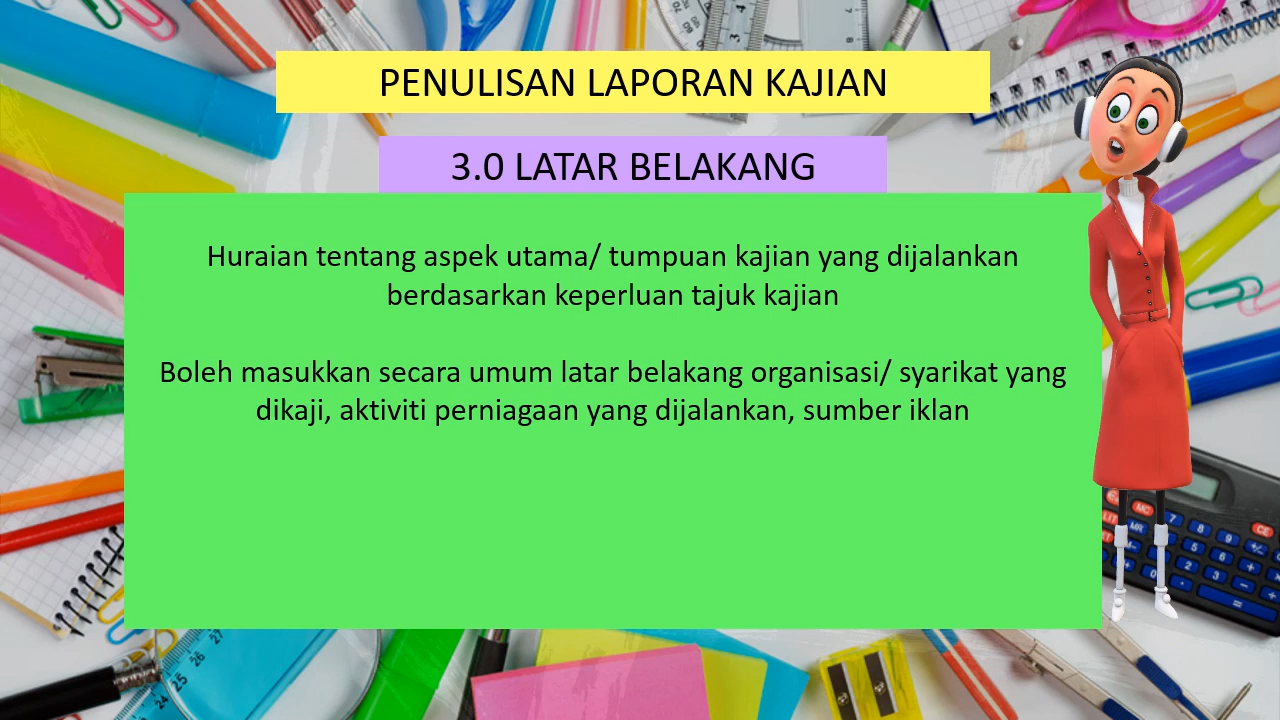 PENULISAN LAPORAN KAJIAN
3.0 LATAR BELAKANG
Huraian tentang aspek utama/ tumpuan kajian yang dijalankan
berdasarkan keperluan tajuk kajian
Boleh masukkan secara umum latar belakang organisasi/ syarikat yang
dikaji, aktiviti perniagaan yang dijalankan, sumber iklan